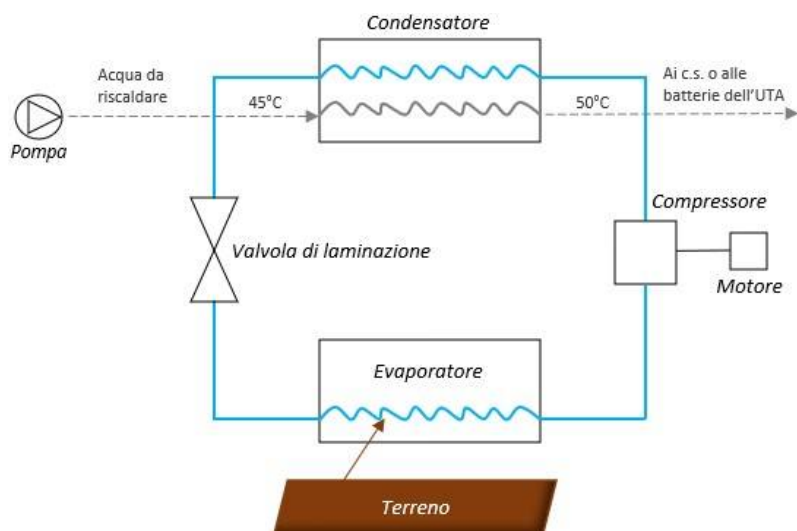 Condensatore
Acqua da
riscaldare
45°C
50°C
Ai c.s. o alle
batterie dell'UTA
Pompa
Compressore
Valvola di laminazione
Motore
Evaporatore
Terreno